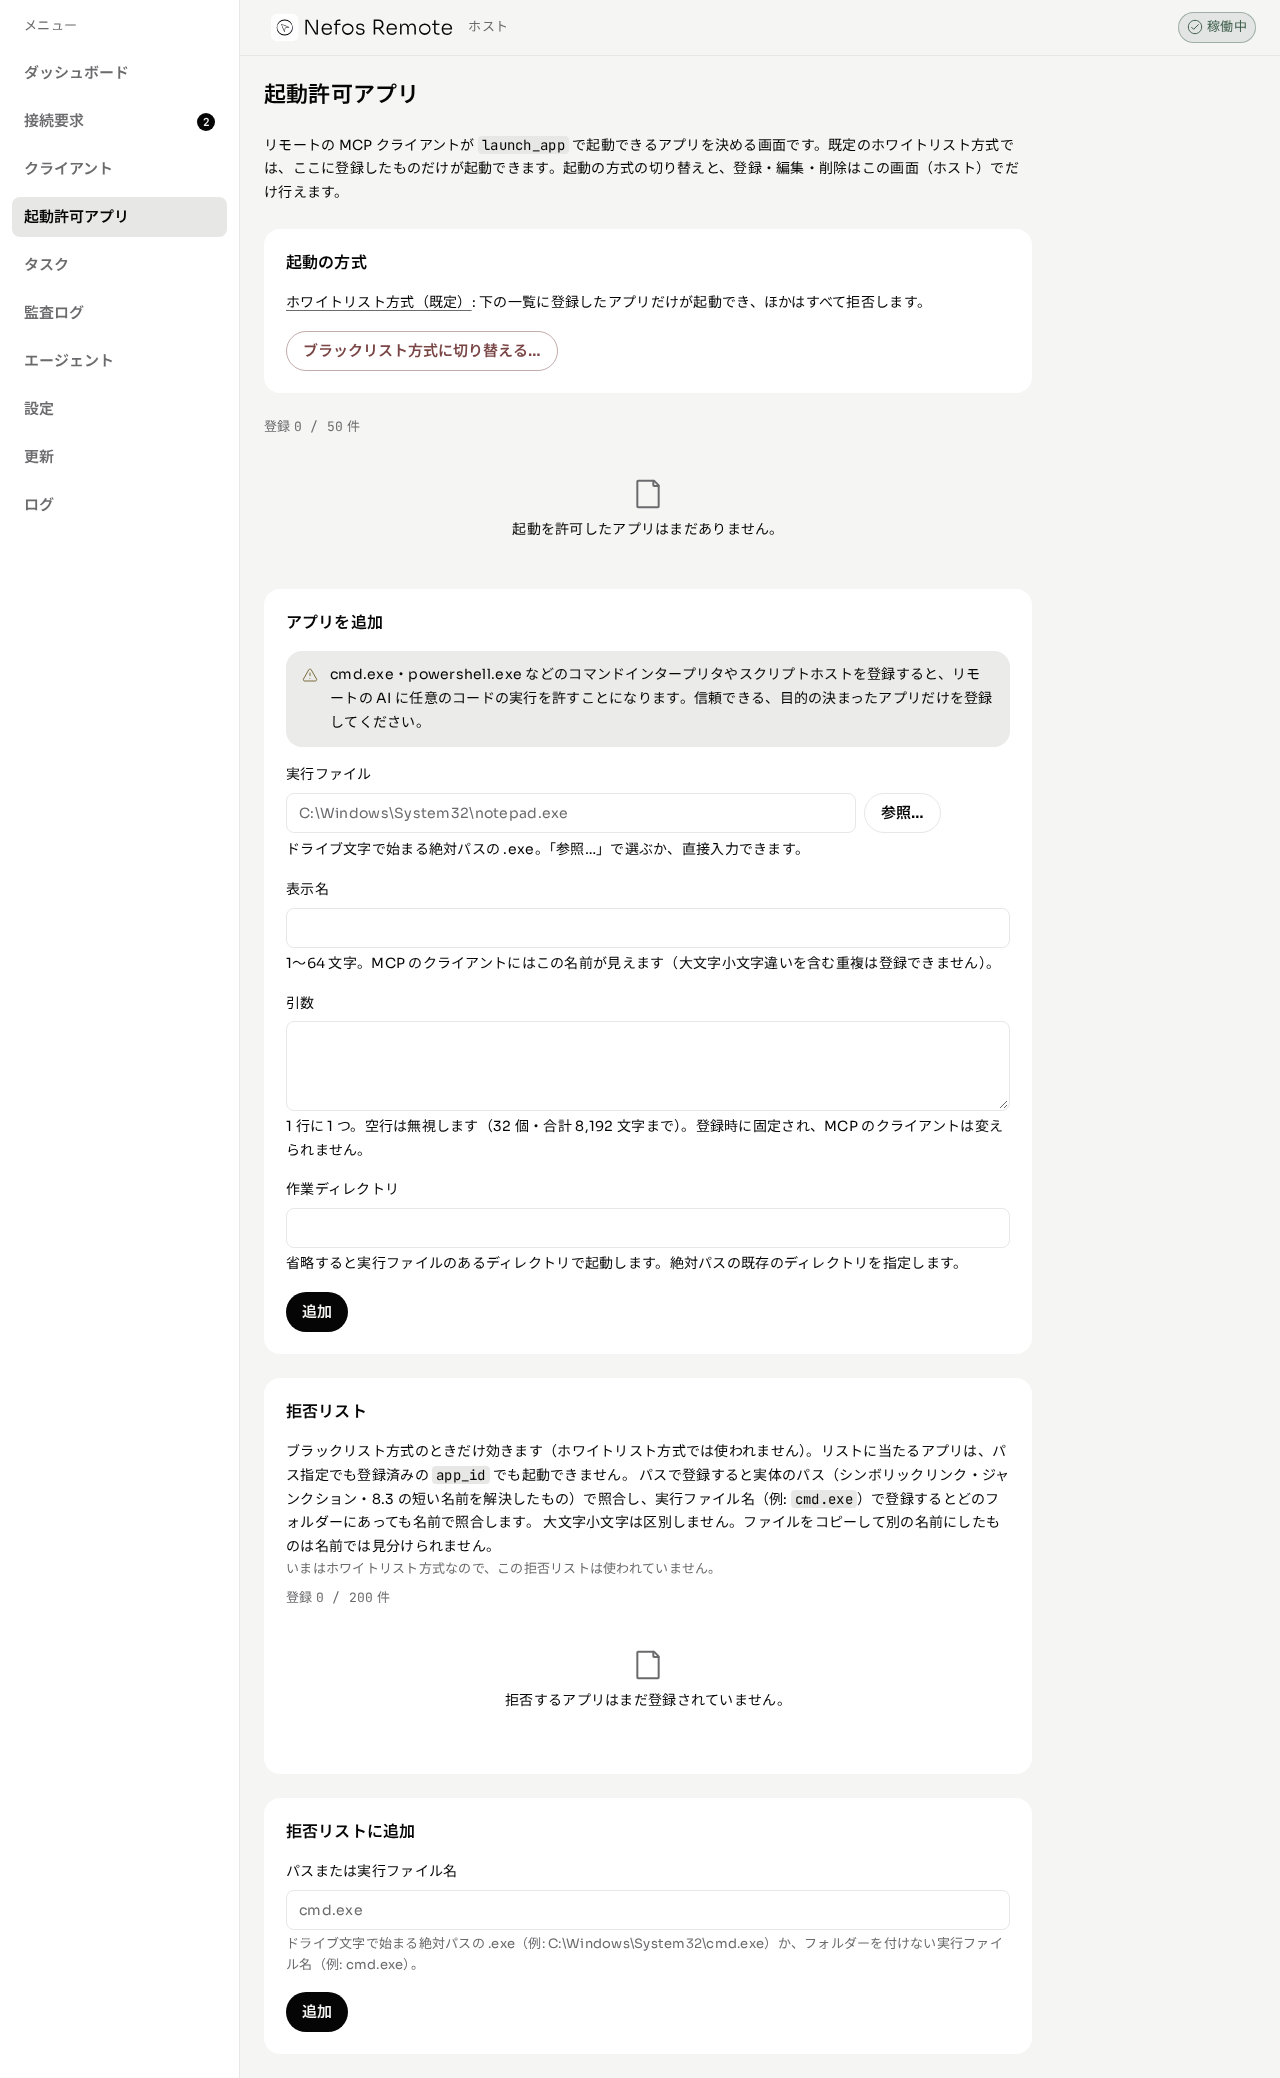 メニュー
ダッシュボード
接続要求
2
クライアント
起動許可アプリ
タスク
監査ログ
エージェント
設定
更新
ログ
Nefos Remote ホスト
稼働中
起動許可アプリ
リモートの MCP クライアントが launch_app で起動できるアプリを決める画面です。既定のホワイトリスト方式で
は、ここに登録したものだけが起動できます。起動の方式の切り替えと、登録・編集・削除はこの画面（ホスト）でだ
け行えます。
起動の方式
ホワイトリスト方式（既定）: 下の一覧に登録したアプリだけが起動でき、ほかはすべて拒否します。
ブラックリスト方式に切り替える...
登録 0 / 50 件
起動を許可したアプリはまだありません。
アプリを追加
cmd.exe・powershell.exe などのコマンドインタープリタやスクリプトホストを登録すると、リモ
ートの AI に任意のコードの実行を許すことになります。信頼できる、目的の決まったアプリだけを登録
してください。
実行ファイル
C:\Windows\System32\notepad.exe
参照...
ドライブ文字で始まる絶対パスの .exe。「参照...」で選ぶか、直接入力できます。
表示名
1〜64 文字。MCP のクライアントにはこの名前が見えます（大文字小文字違いを含む重複は登録できません）。
引数
1 行に 1 つ。空行は無視します（32 個・合計 8,192 文字まで）。登録時に固定され、MCP のクライアントは変え
られません。
作業ディレクトリ
省略すると実行ファイルのあるディレクトリで起動します。絶対パスの既存のディレクトリを指定します。
追加
拒否リスト
ブラックリスト方式のときだけ効きます（ホワイトリスト方式では使われません）。リストに当たるアプリは、パ
ス指定でも登録済みの app_id でも起動できません。 パスで登録すると実体のパス（シンボリックリンク・ジャ
ンクション・8.3 の短い名前を解決したもの）で照合し、実行ファイル名（例: cmd.exe）で登録するとどのフ
ォルダーにあっても名前で照合します。 大文字小文字は区別しません。ファイルをコピーして別の名前にしたも
のは名前では見分けられません。
いまはホワイトリスト方式なので、この拒否リストは使われていません。
登録 0 / 200 件
拒否するアプリはまだ登録されていません。
拒否リストに追加
パスまたは実行ファイル名
cmd.exe
ドライブ文字で始まる絶対パスの .exe（例: C:\Windows\System32\cmd.exe）か、フォルダーを付けない実行ファイ
ル名（例: cmd.exe）。
追加